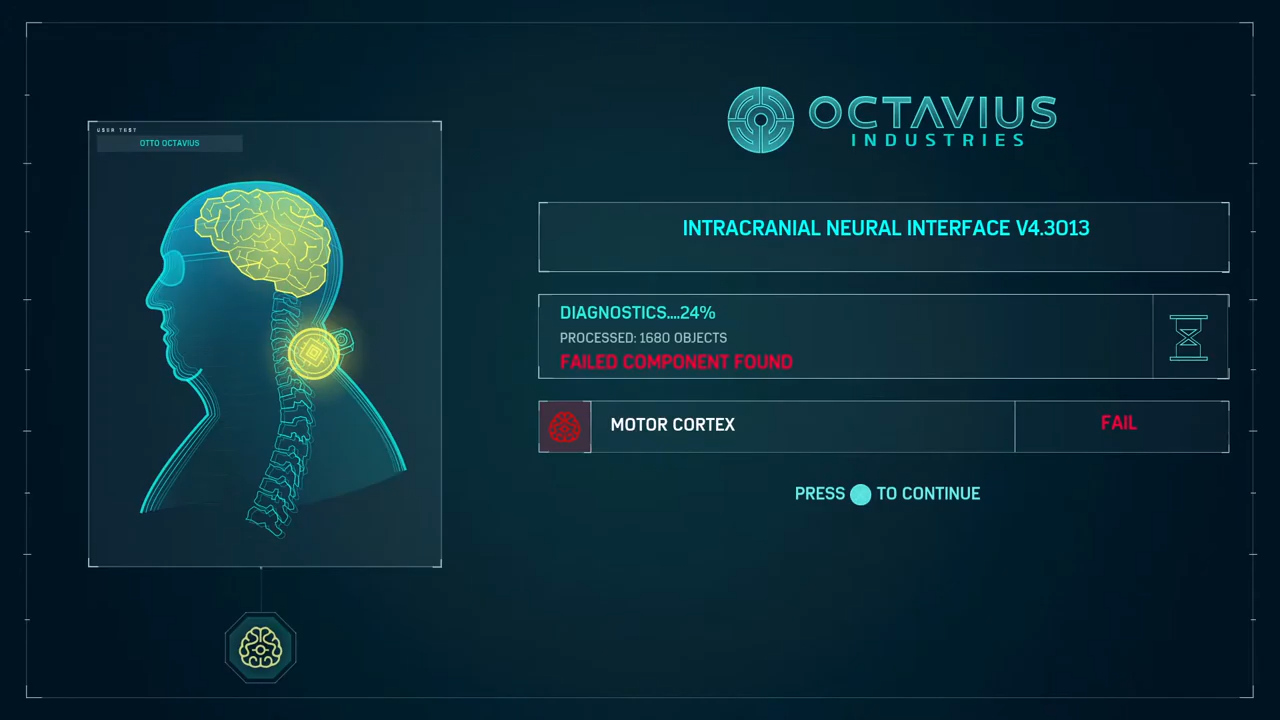 USER TEST
OTTO OCTAVIUS
OCTAVIUS
INDUSTRIES
INTRACRANIAL NEURAL INTERFACE V4.3013
DIAGNOSTICS....24%
PROCESSED: 1680 OBJECTS
FAILED COMPONENT FOUND
MOTOR CORTEX
FAIL
PRESS TO CONTINUE